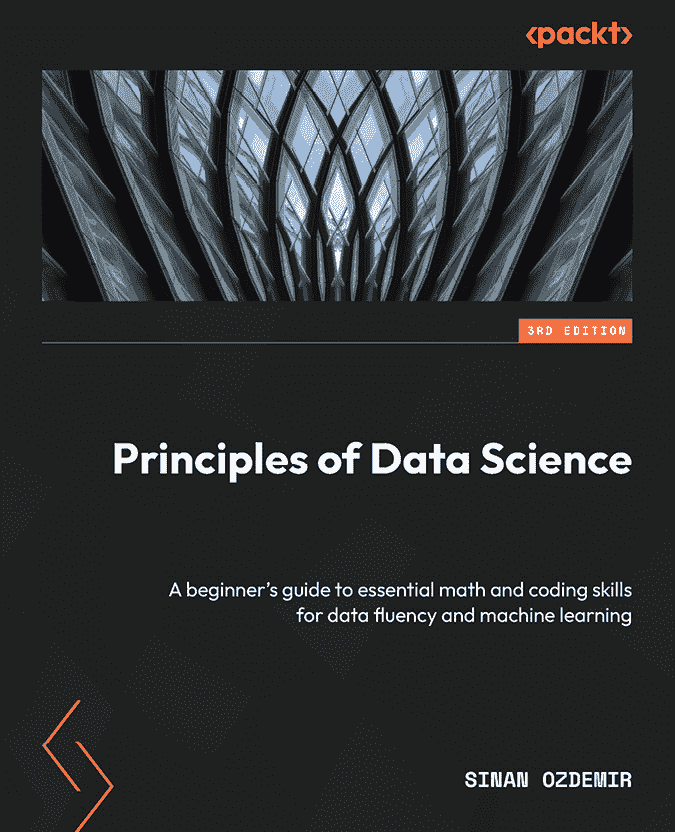 <packt>
3RD EDITION
Principles of Data Science
A beginner's guide to essential math and coding skills
for data fluency and machine learning
SINAN OZDEMIR